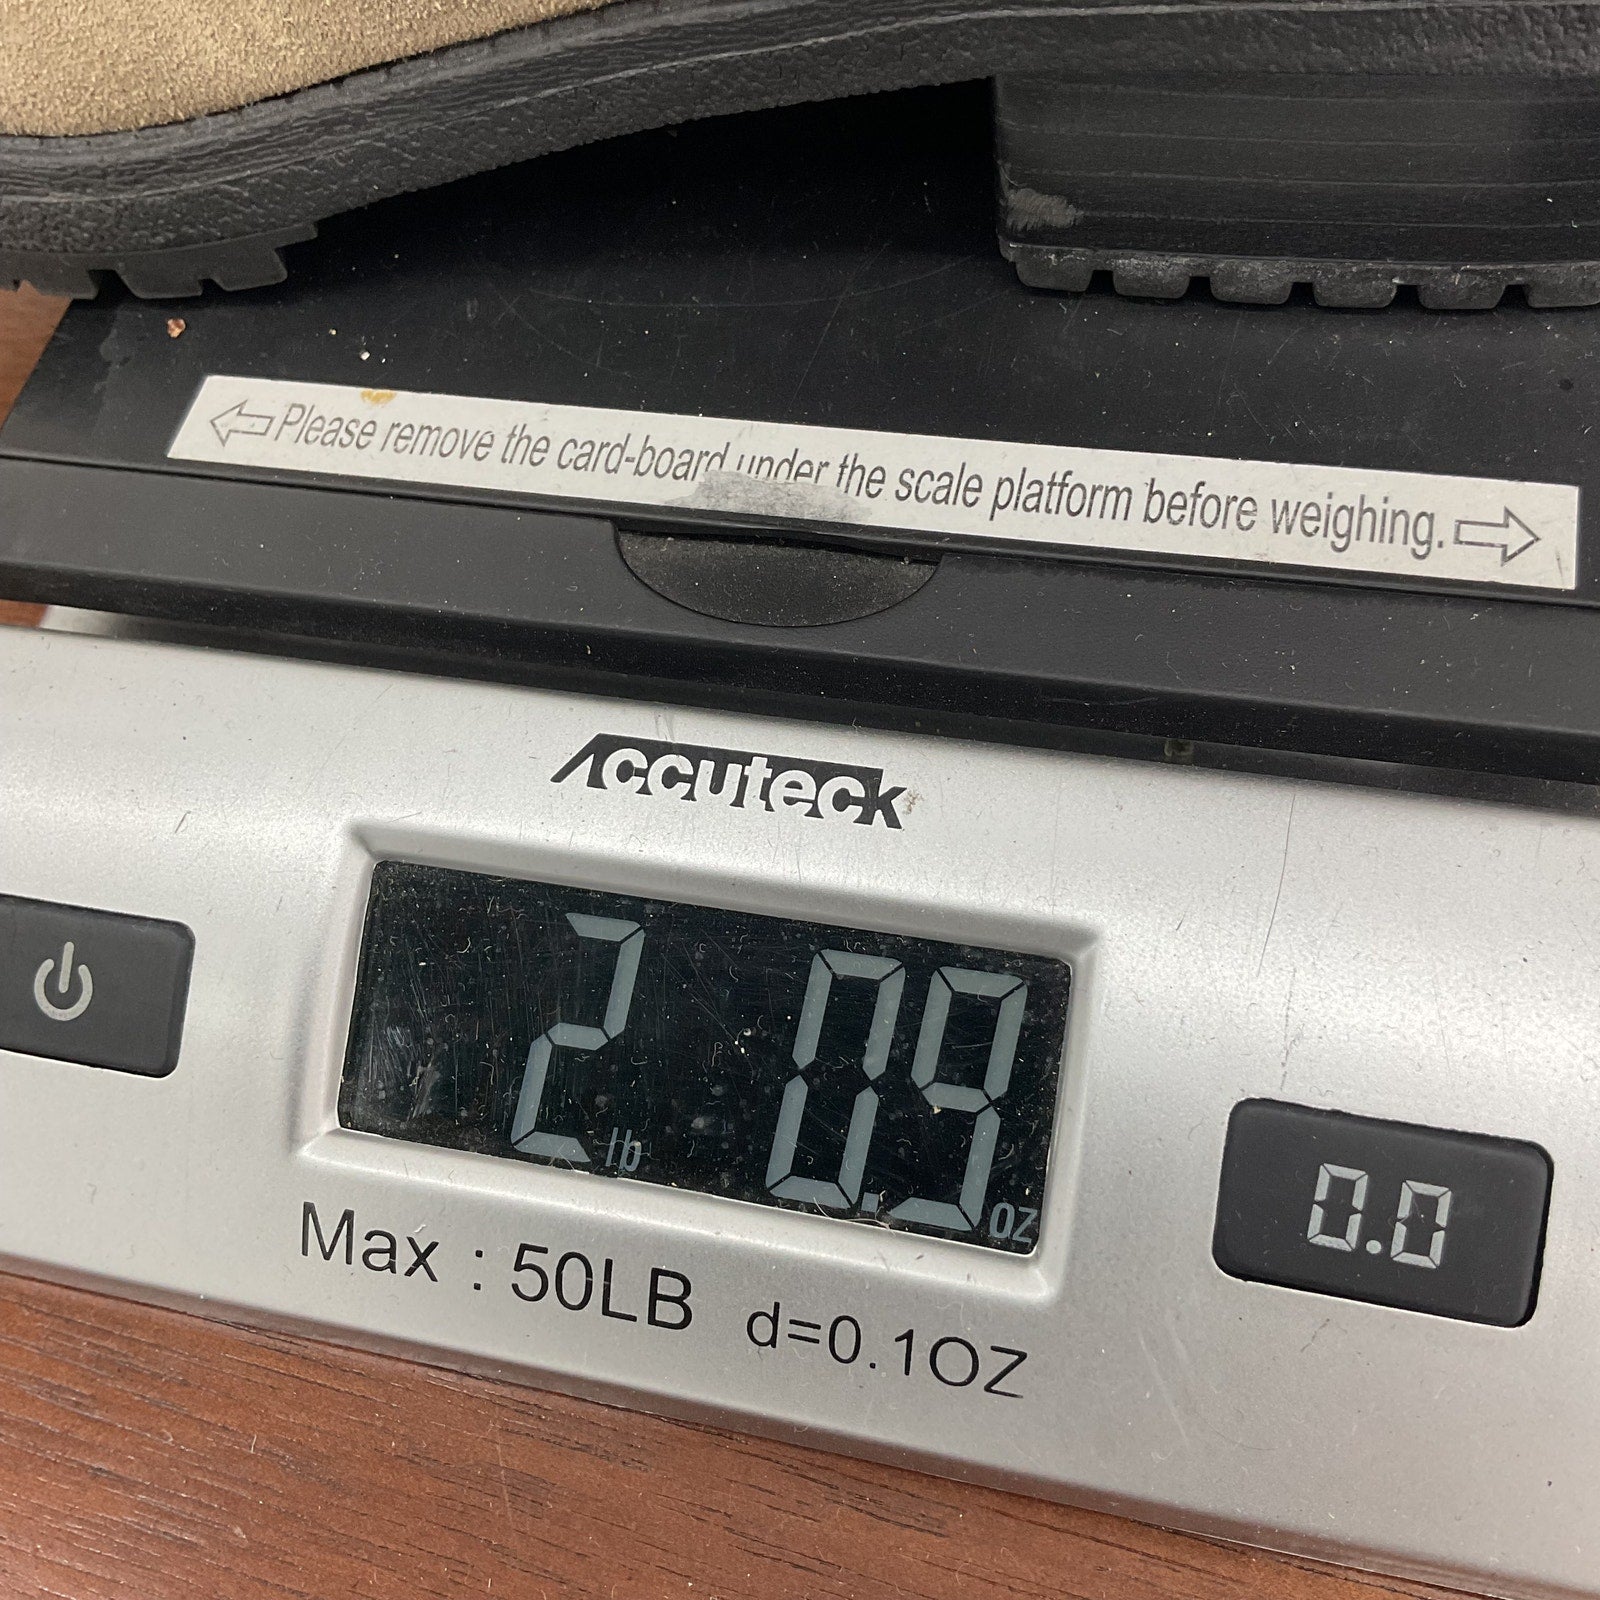 Please remove the card-board under the scale platform before weighing.
Accuteck
2 lb 0.9 oz
0.0
Max : 50LB d=0.1OZ